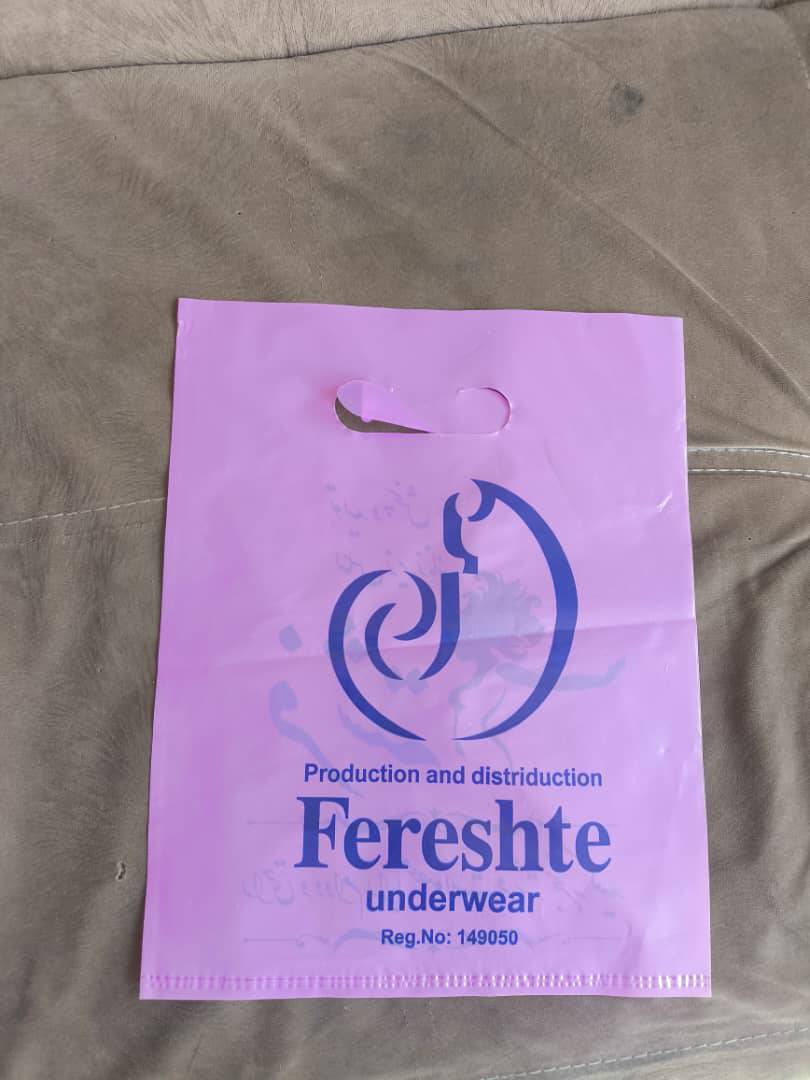 Production and distriduction
Fereshte
underwear
Reg.No: 149050